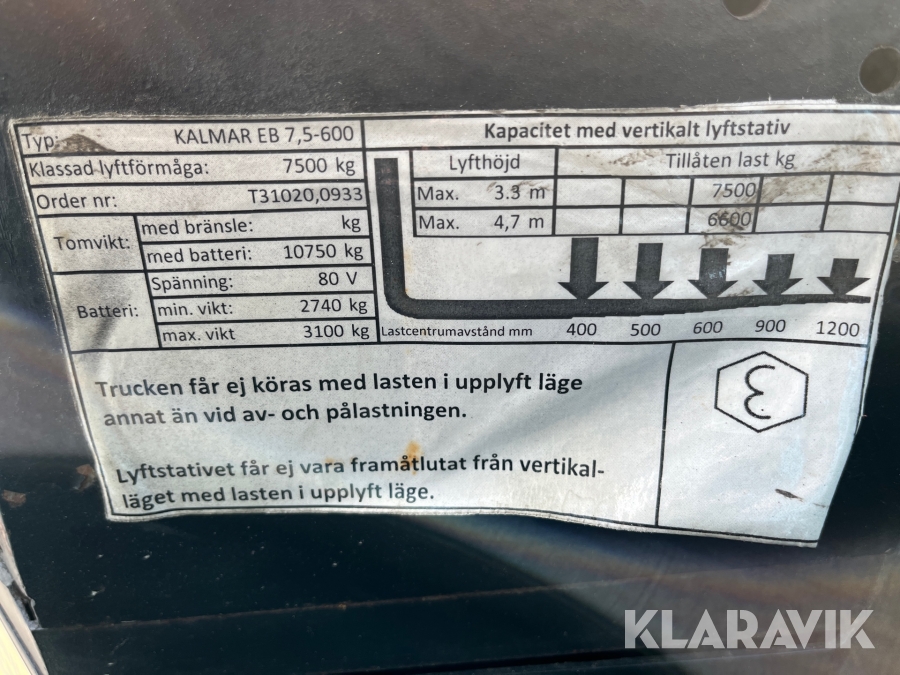 Typ: KALMAR EB 7,5-600
Klassad lyftförmåga: 7500 kg
Order nr: T31020,0933
Tomvikt: med bränsle: kg
med batteri: 10750 kg
Batteri: Spänning: 80 V
min. vikt: 2740 kg
max. vikt 3100 kg
Kapacitet med vertikalt lyftstativ
Lyfthöjd Tillåten last kg
Max. 3.3 m 7500
Max. 4,7 m 6600
Lastcentrumavstånd mm 400 500 600 900 1200
Trucken får ej köras med lasten i upplyft läge
annat än vid av- och pålastningen.
Lyftstativet får ej vara framåtlutat från vertikal-
läget med lasten i upplyft läge.
KLARAVIK